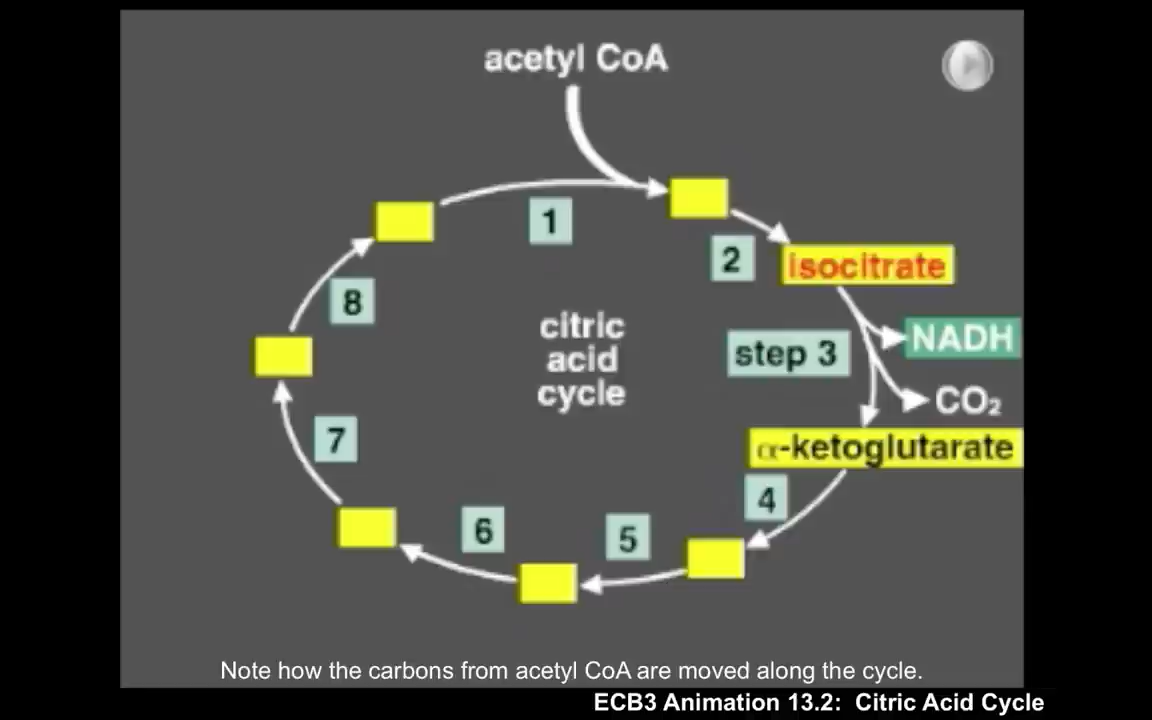 acetyl CoA
1
2
isocitrate
8
citric
acid
cycle
step 3
NADH
CO₂
α-ketoglutarate
7
4
6
5
Note how the carbons from acetyl CoA are moved along the cycle.
ECB3 Animation 13.2: Citric Acid Cycle